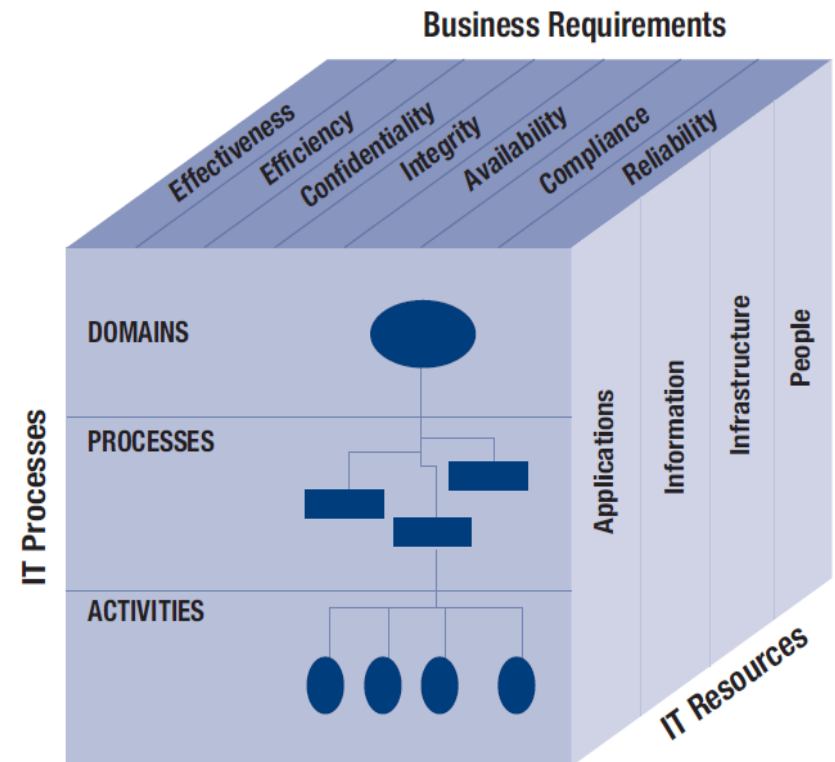 Business Requirements
Effectiveness
Efficiency
Confidentiality
Integrity
Availability
Compliance
Reliability
IT Processes
DOMAINS
PROCESSES
ACTIVITIES
Applications
Information
Infrastructure
People
IT Resources